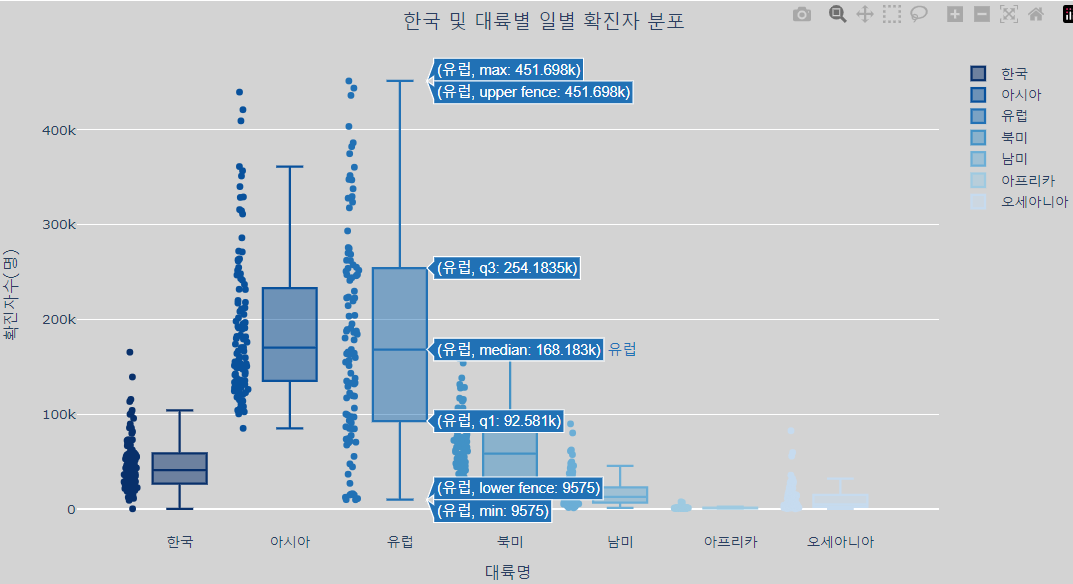 한국 및 대륙별 일별 확진자 분포
(유럽, max: 451.698k)
(유럽, upper fence: 451.698k)
(유럽, q3: 254.1835k)
(유럽, median: 168.183k) 유럽
(유럽, q1: 92.581k)
(유럽, lower fence: 9575)
(유럽, min: 9575)
한국
아시아
유럽
북미
남미
아프리카
오세아니아
400k
300k
200k
100k
0
확진자수(명)
한국 아시아 유럽 북미 남미 아프리카 오세아니아
대륙명